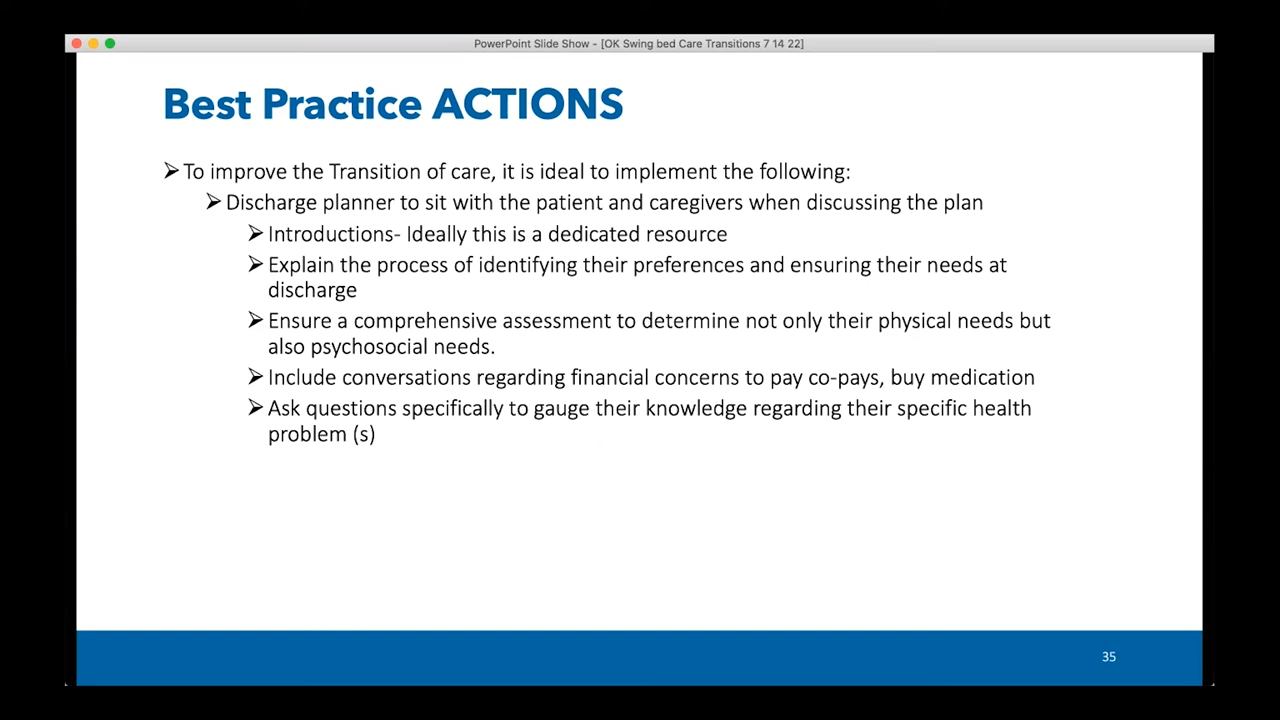 PowerPoint Slide Show - [OK Swing bed Care Transitions 7 14 22]
Best Practice ACTIONS
To improve the Transition of care, it is ideal to implement the following:
Discharge planner to sit with the patient and caregivers when discussing the plan
Introductions- Ideally this is a dedicated resource
Explain the process of identifying their preferences and ensuring their needs at
discharge
Ensure a comprehensive assessment to determine not only their physical needs but
also psychosocial needs.
Include conversations regarding financial concerns to pay co-pays, buy medication
Ask questions specifically to gauge their knowledge regarding their specific health
problem (s)
35